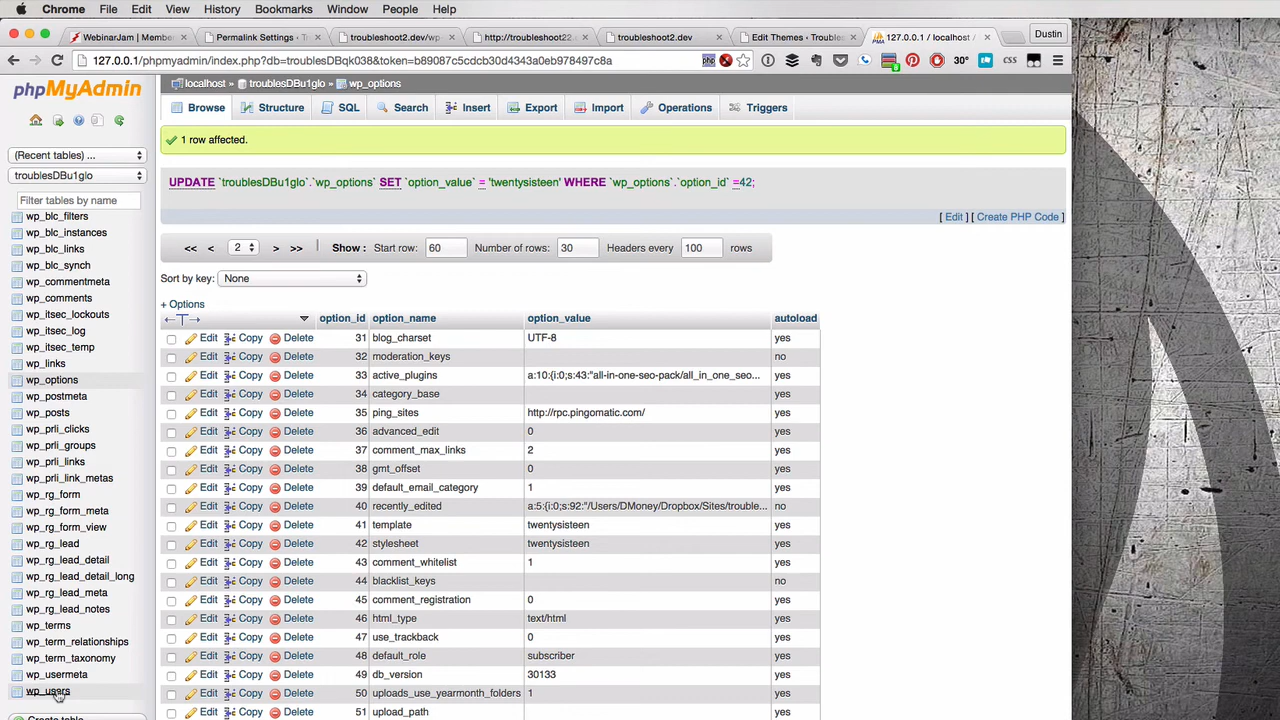 Chrome File Edit View History Bookmarks Window People Help
WebinarJam | Mem
Permalink Settings
troubleshoot2.dev/wp
http://troubleshoot22.
troubleshoot2.dev
Edit Themes ‹ Troubles
127.0.0.1 / localhost /
Dustin
127.0.0.1/phpmyadmin/index.php?db=troublesDBqk038&token=b89087c5cdcb30d4343a0eb978497c8a
php
30°
CSS
phpMyAdmin
localhost » troublesDBu1glo » wp_options
Browse Structure SQL Search Insert Export Import Operations Triggers
(Recent tables) ...
troublesDBu1glo
Filter tables by name
wp_blc_filters
wp_blc_instances
wp_blc_links
wp_blc_synch
wp_commentmeta
wp_comments
wp_itsec_lockouts
wp_itsec_log
wp_itsec_temp
wp_links
wp_options
wp_postmeta
wp_posts
wp_prli_clicks
wp_prli_groups
wp_prli_links
wp_prli_link_metas
wp_rg_form
wp_rg_form_meta
wp_rg_form_view
wp_rg_lead
wp_rg_lead_detail
wp_rg_lead_detail_long
wp_rg_lead_meta
wp_rg_lead_notes
wp_terms
wp_term_relationships
wp_term_taxonomy
wp_usermeta
wp_users
Create table
1 row affected.
UPDATE `troublesDBu1glo`.`wp_options` SET `option_value` = 'twentysisteen' WHERE `wp_options`.`option_id` =42;
[ Edit ] [ Create PHP Code ]
<< < 2 > >> Show : Start row: 60 Number of rows: 30 Headers every 100 rows
Sort by key: None
+ Options
←T→ option_id option_name option_value autoload
Edit Copy Delete 31 blog_charset UTF-8 yes
Edit Copy Delete 32 moderation_keys no
Edit Copy Delete 33 active_plugins a:10:{i:0;s:43:"all-in-one-seo-pack/all_in_one_seo... yes
Edit Copy Delete 34 category_base yes
Edit Copy Delete 35 ping_sites http://rpc.pingomatic.com/ yes
Edit Copy Delete 36 advanced_edit 0 yes
Edit Copy Delete 37 comment_max_links 2 yes
Edit Copy Delete 38 gmt_offset 0 yes
Edit Copy Delete 39 default_email_category 1 yes
Edit Copy Delete 40 recently_edited a:5:{i:0;s:92:"/Users/DMoney/Dropbox/Sites/trouble... no
Edit Copy Delete 41 template twentysisteen yes
Edit Copy Delete 42 stylesheet twentysisteen yes
Edit Copy Delete 43 comment_whitelist 1 yes
Edit Copy Delete 44 blacklist_keys no
Edit Copy Delete 45 comment_registration 0 yes
Edit Copy Delete 46 html_type text/html yes
Edit Copy Delete 47 use_trackback 0 yes
Edit Copy Delete 48 default_role subscriber yes
Edit Copy Delete 49 db_version 30133 yes
Edit Copy Delete 50 uploads_use_yearmonth_folders 1 yes
Edit Copy Delete 51 upload_path yes